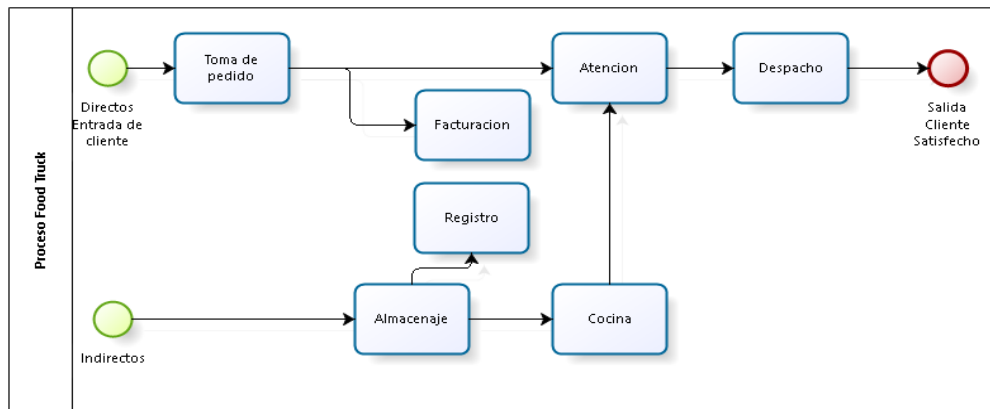 Proceso Food Truck
Toma de
pedido
Atencion
Despacho
Directos
Entrada de
cliente
Facturacion
Salida
Cliente
Satisfecho
Registro
Almacenaje
Cocina
Indirectos